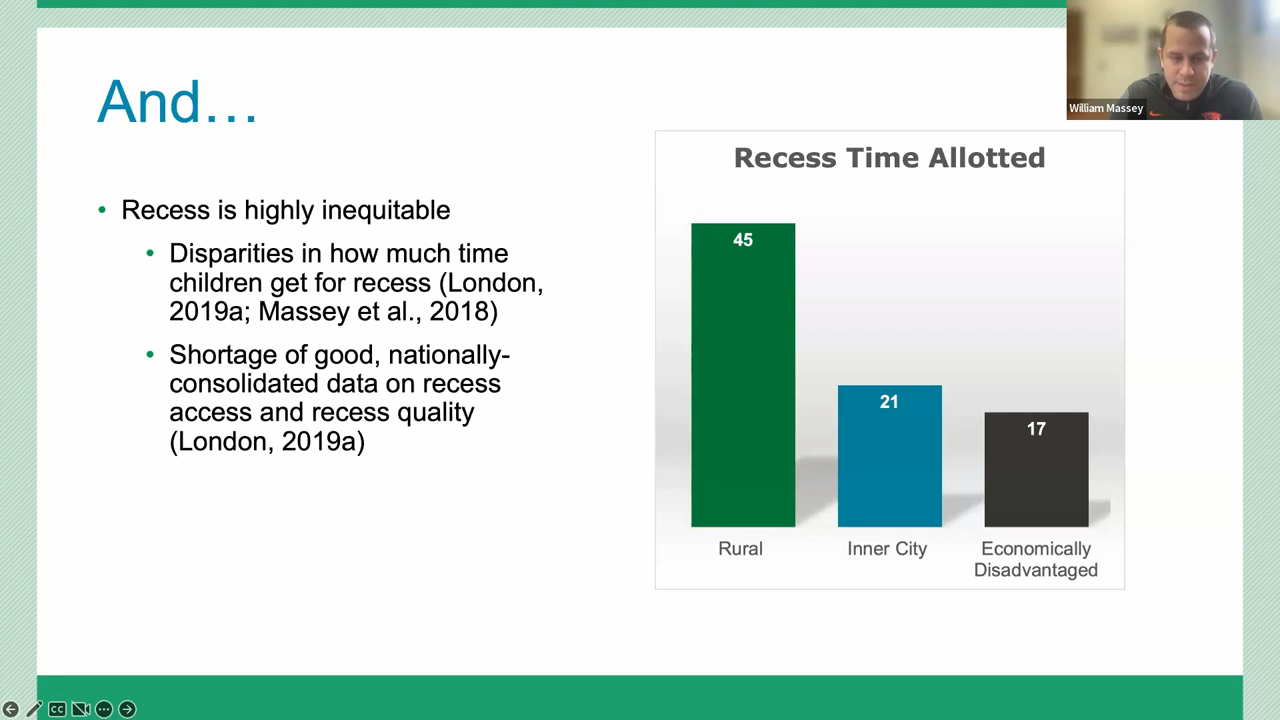 And…
• Recess is highly inequitable
• Disparities in how much time
children get for recess (London,
2019a; Massey et al., 2018)
• Shortage of good, nationally-
consolidated data on recess
access and recess quality
(London, 2019a)
Recess Time Allotted
45
21
17
Rural
Inner City
Economically
Disadvantaged
William Massey
CC